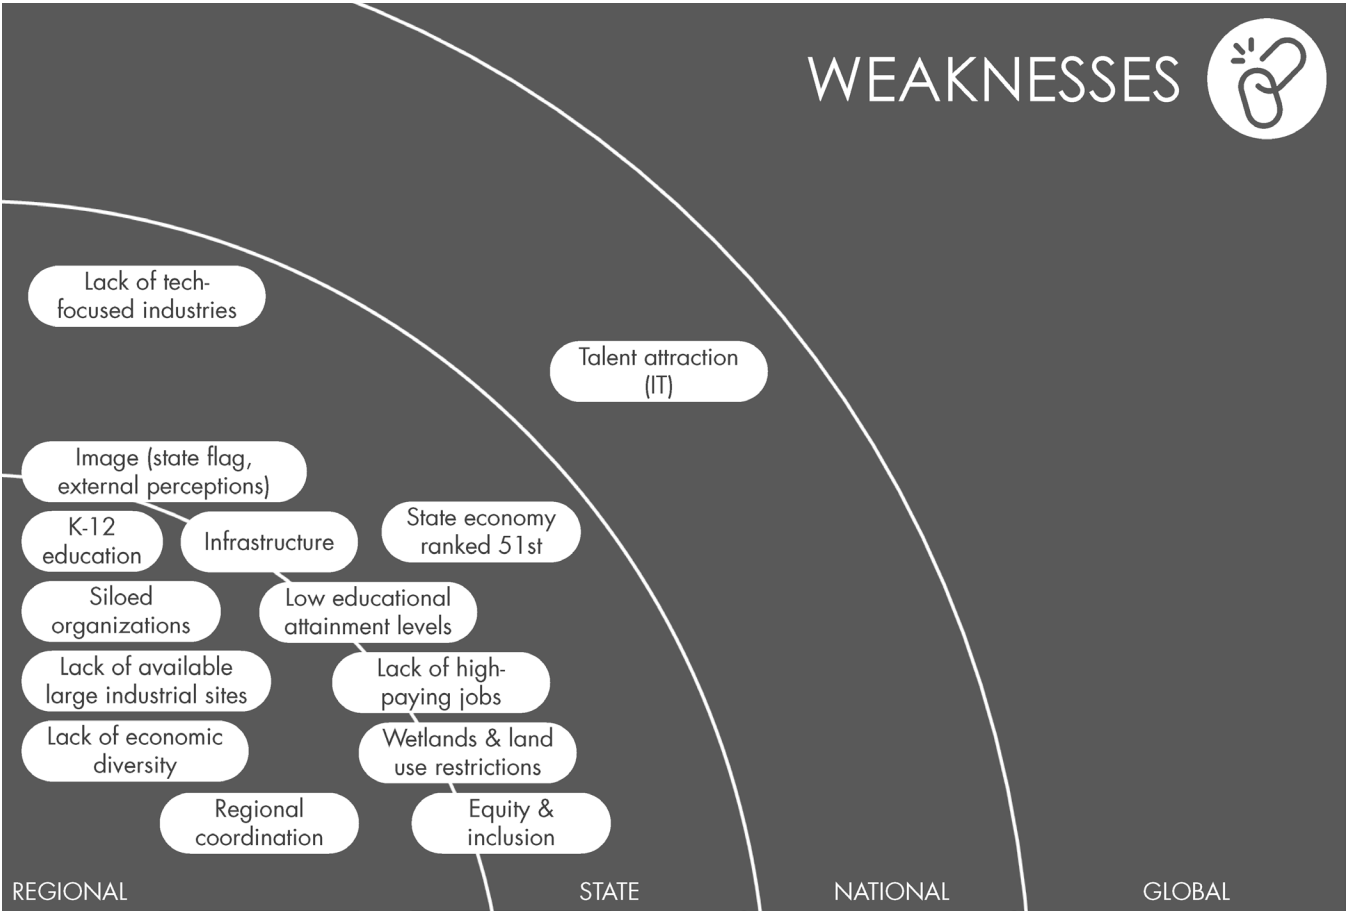 WEAKNESSES
Lack of tech-
focused industries
Talent attraction
(IT)
Image (state flag,
external perceptions)
K-12
education
Infrastructure
State economy
ranked 51st
Siloed
organizations
Low educational
attainment levels
Lack of available
large industrial sites
Lack of high-
paying jobs
Lack of economic
diversity
Wetlands & land
use restrictions
Regional
coordination
Equity &
inclusion
REGIONAL
STATE
NATIONAL
GLOBAL